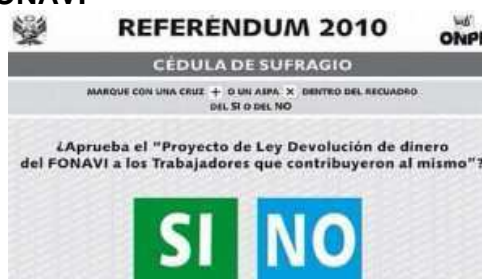 ONAVI
REFERÉNDUM 2010
ONPE
CÉDULA DE SUFRAGIO
MARQUE CON UNA CRUZ + O UN ASPA X DENTRO DEL RECUADRO
DEL SI O DEL NO
¿Aprueba el "Proyecto de Ley Devolución de dinero
del FONAVI a los Trabajadores que contribuyeron al mismo"?
SI NO